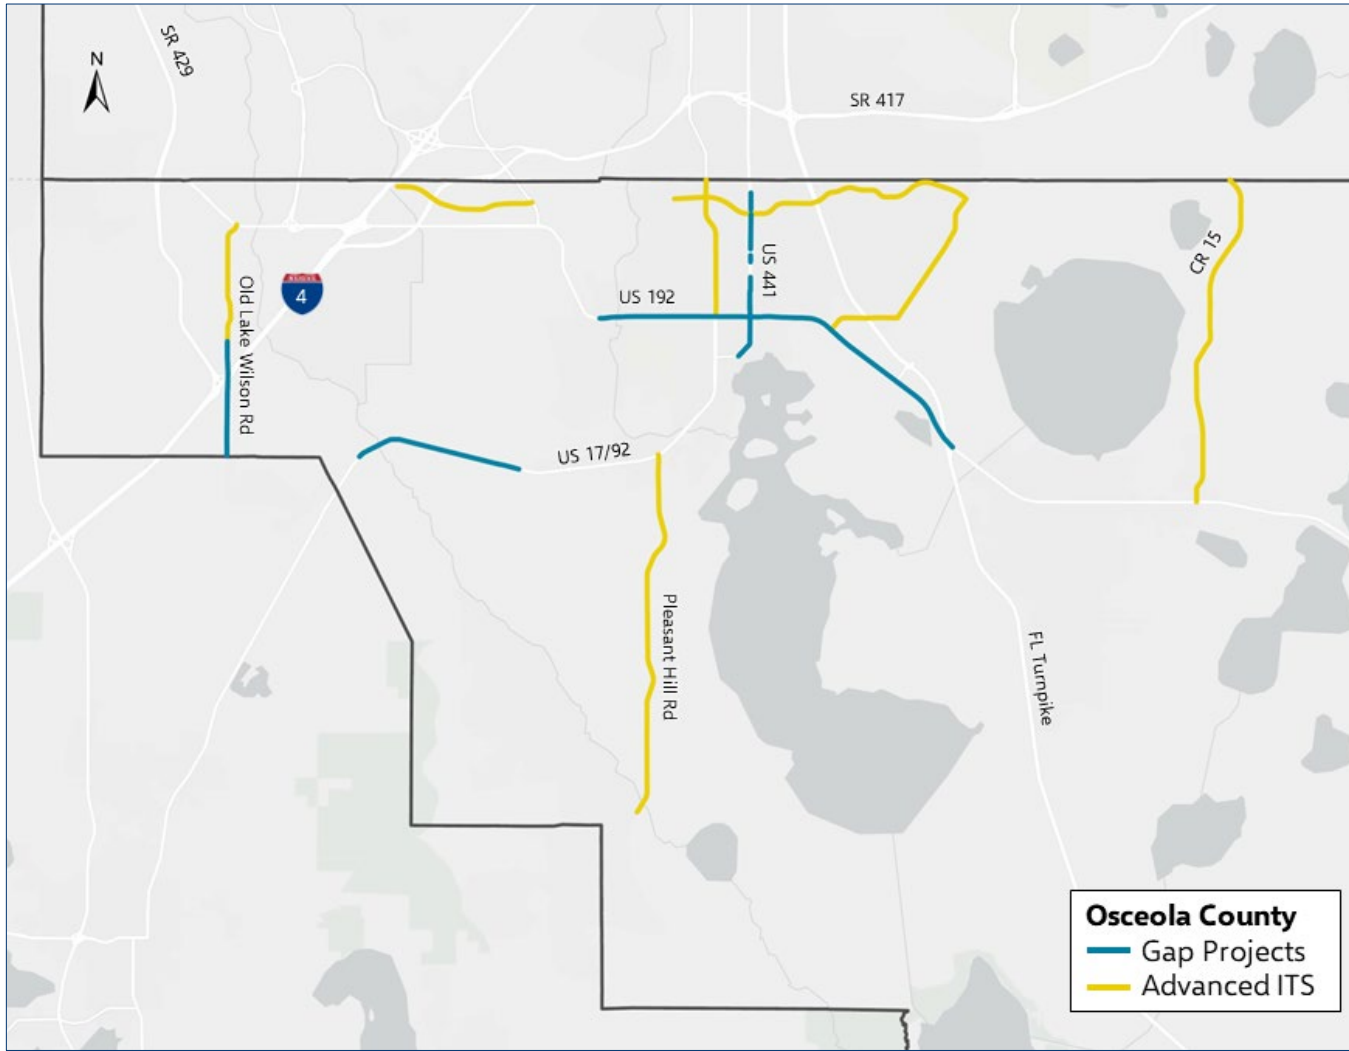 SR 429
N
SR 417
CR 15
US 441
Old Lake Wilson Rd
4
US 192
US 17/92
Pleasant Hill Rd
FL Turnpike
Osceola County
Gap Projects
Advanced ITS